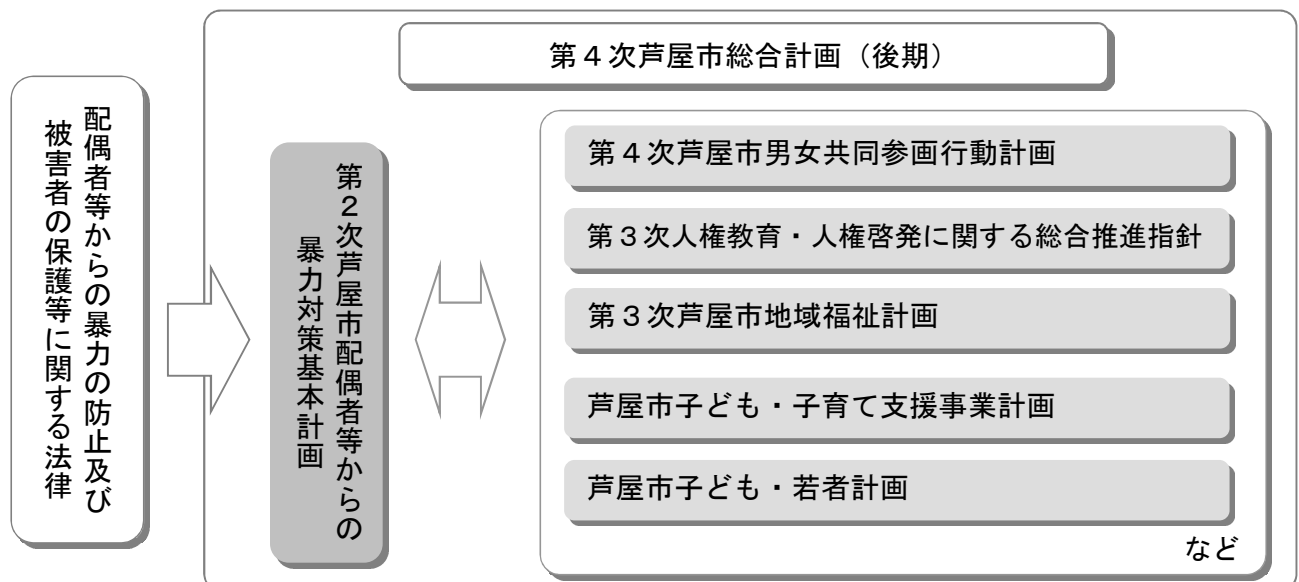 第４次芦屋市総合計画（後期）
配偶者等からの暴力の防止及び
被害者の保護等に関する法律
第２次芦屋市配偶者等からの
暴力対策基本計画
第４次芦屋市男女共同参画行動計画
第３次人権教育・人権啓発に関する総合推進指針
第３次芦屋市地域福祉計画
芦屋市子ども・子育て支援事業計画
芦屋市子ども・若者計画
など